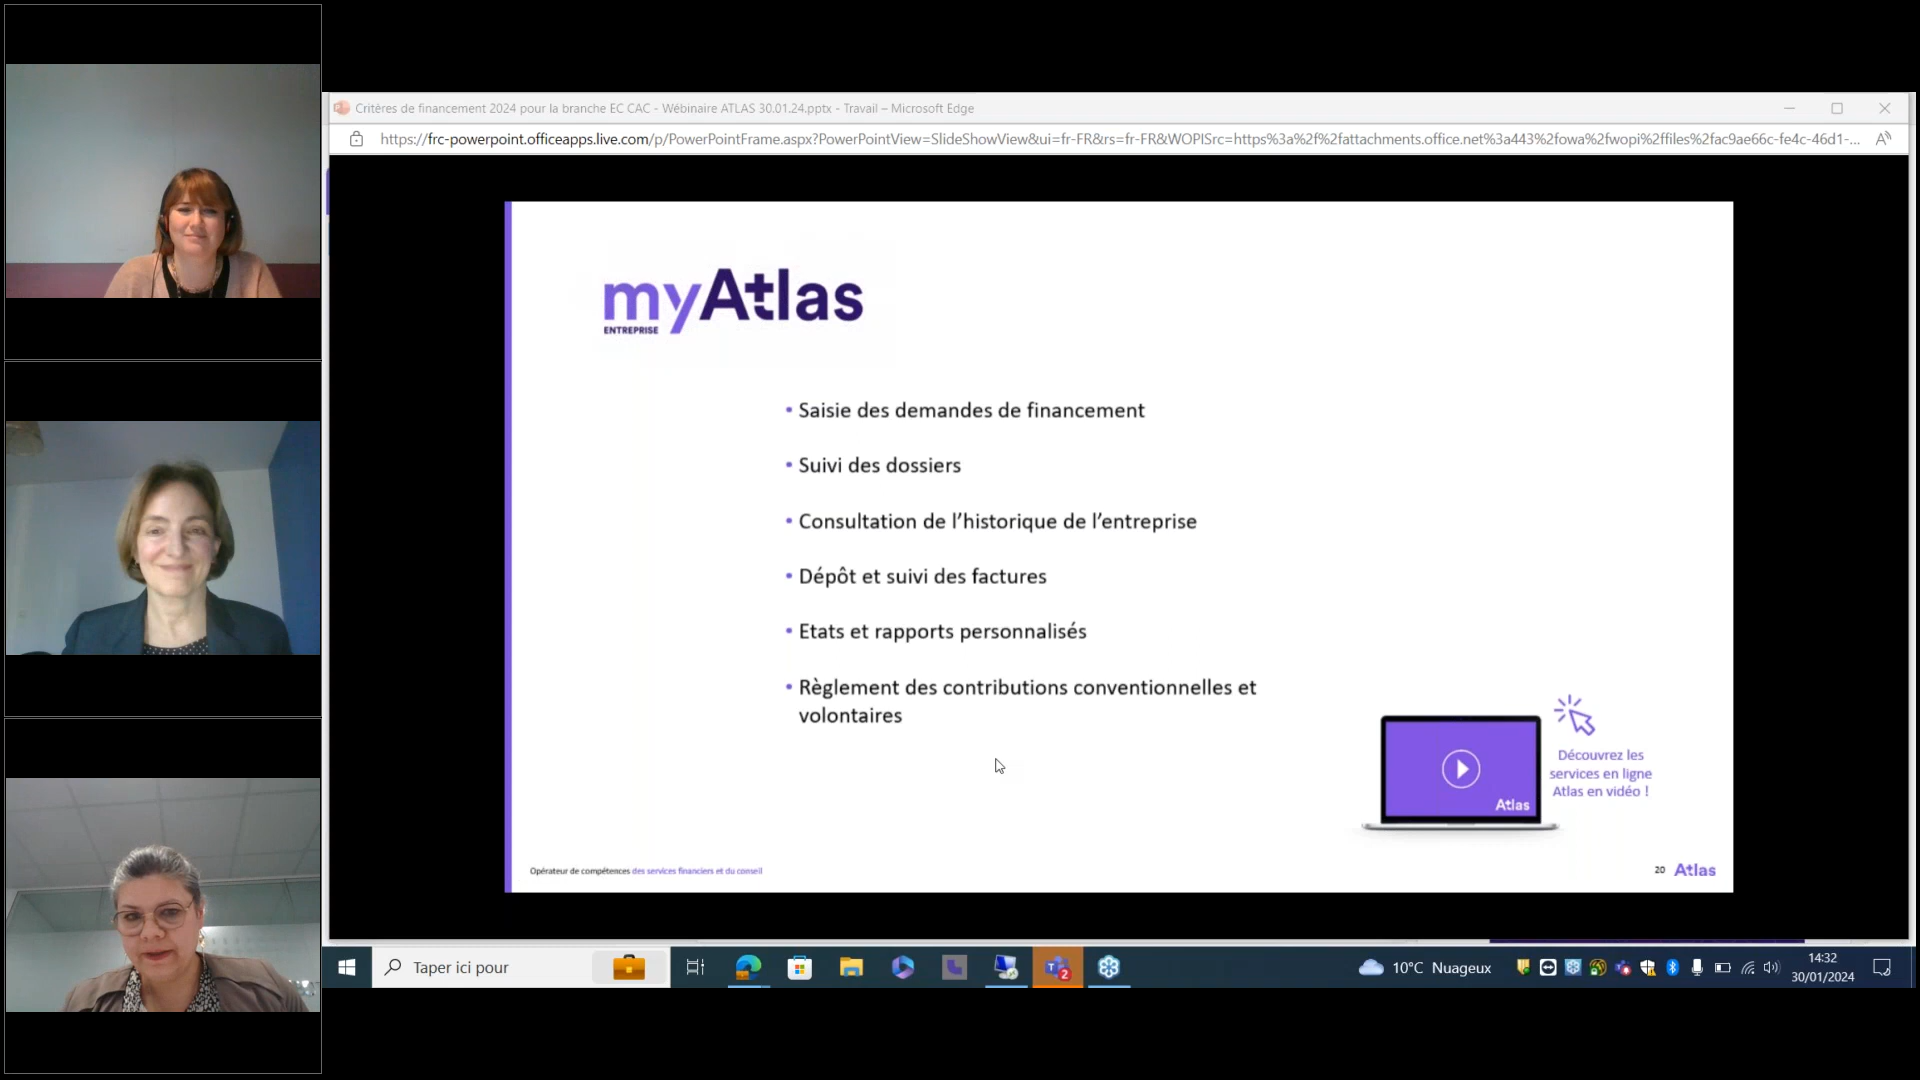 Critères de financement 2024 pour la branche EC CAC - Wébinaire ATLAS 30.01.24.pptx - Travail – Microsoft Edge
https://frc-powerpoint.officeapps.live.com/p/PowerPointFrame.aspx?PowerPointView=SlideShowView&ui=fr-FR&rs=fr-FR&WOPISrc=https%3a%2f%2fattachments.office.net%3a443%2fowa%2fwopi%2ffiles%2fac9ae66c-fe4c-46d1-...
myAtlas
ENTREPRISE
• Saisie des demandes de financement
• Suivi des dossiers
• Consultation de l'historique de l'entreprise
• Dépôt et suivi des factures
• Etats et rapports personnalisés
• Règlement des contributions conventionnelles et
volontaires
Découvrez les
services en ligne
Atlas en vidéo !
Atlas
Opérateur de compétences des services financiers et du conseil
20 Atlas
Taper ici pour
2
10°C Nuageux
14:32
30/01/2024